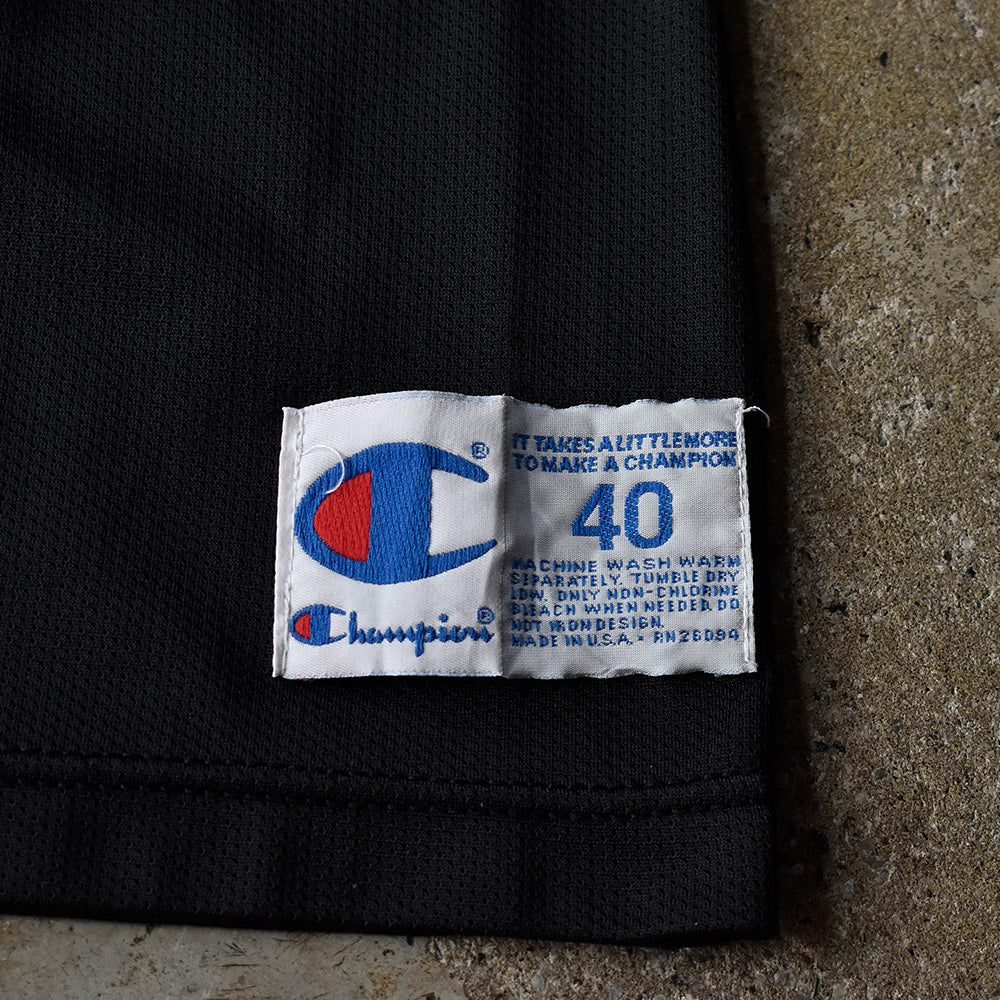 ®
Champion®
IT TAKES A LITTLE MORE
TO MAKE A CHAMPION
40
MACHINE WASH WARM
SEPARATELY. TUMBLE DRY
LOW. ONLY NON-CHLORINE
BLEACH WHEN NEEDED. DO
NOT IRON DESIGN.
MADE IN U.S.A. • RN26094